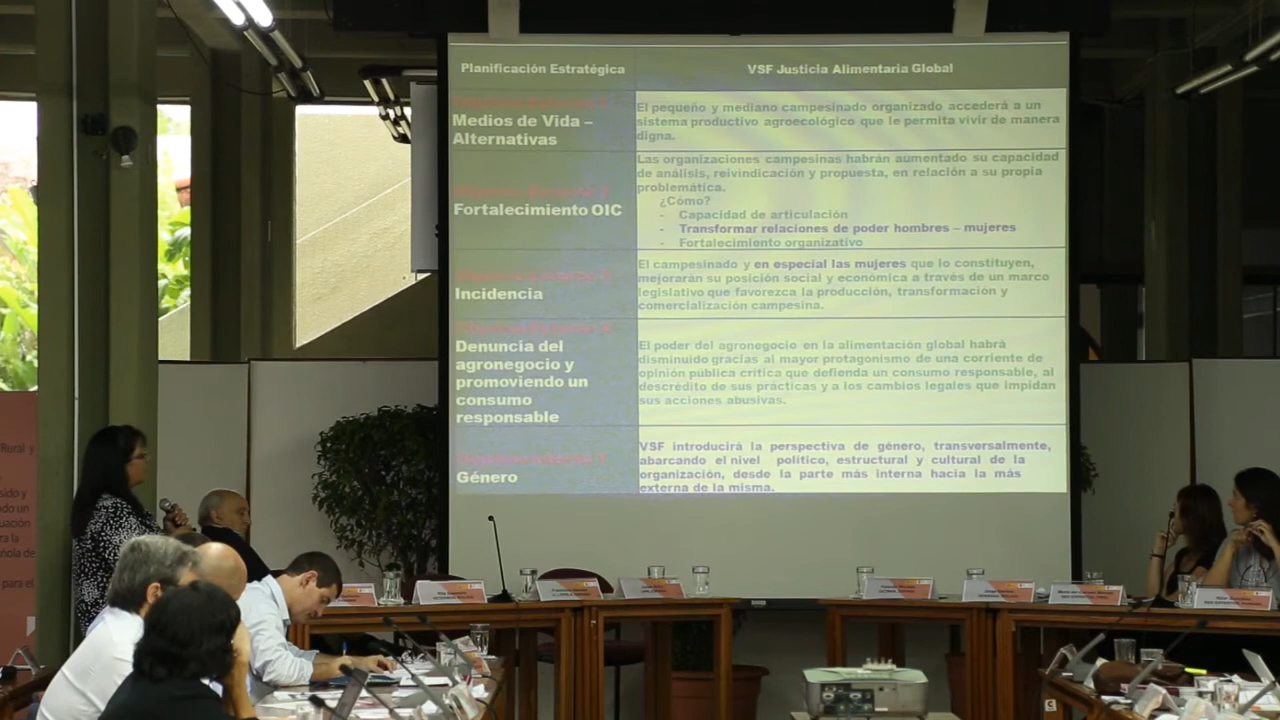 Planificación Estratégica
VSF Justicia Alimentaria Global
Medios de Vida –
Alternativas
El pequeño y mediano campesinado organizado accederá a un
sistema productivo agroecológico que le permita vivir de manera
digna.
Fortalecimiento OIC
Las organizaciones campesinas habrán aumentado su capacidad
de análisis, reivindicación y propuesta, en relación a su propia
problemática.
¿Cómo?
- Capacidad de articulación
- Transformar relaciones de poder hombres – mujeres
- Fortalecimiento organizativo
Incidencia
El campesinado y en especial las mujeres que lo constituyen,
mejorarán su posición social y económica a través de un marco
legislativo que favorezca la producción, transformación y
comercialización campesina.
Denuncia del
agronegocio y
promoviendo un
consumo
responsable
El poder del agronegocio en la alimentación global habrá
disminuido gracias al mayor protagonismo de una corriente de
opinión pública crítica que defienda un consumo responsable, al
descrédito de sus prácticas y a los cambios legales que impidan
sus acciones abusivas.
Género
VSF introducirá la perspectiva de género, transversalmente,
abarcando el nivel político, estructural y cultural de la
organización, desde la parte más interna hacia la más
externa de la misma.
Rural y
para el